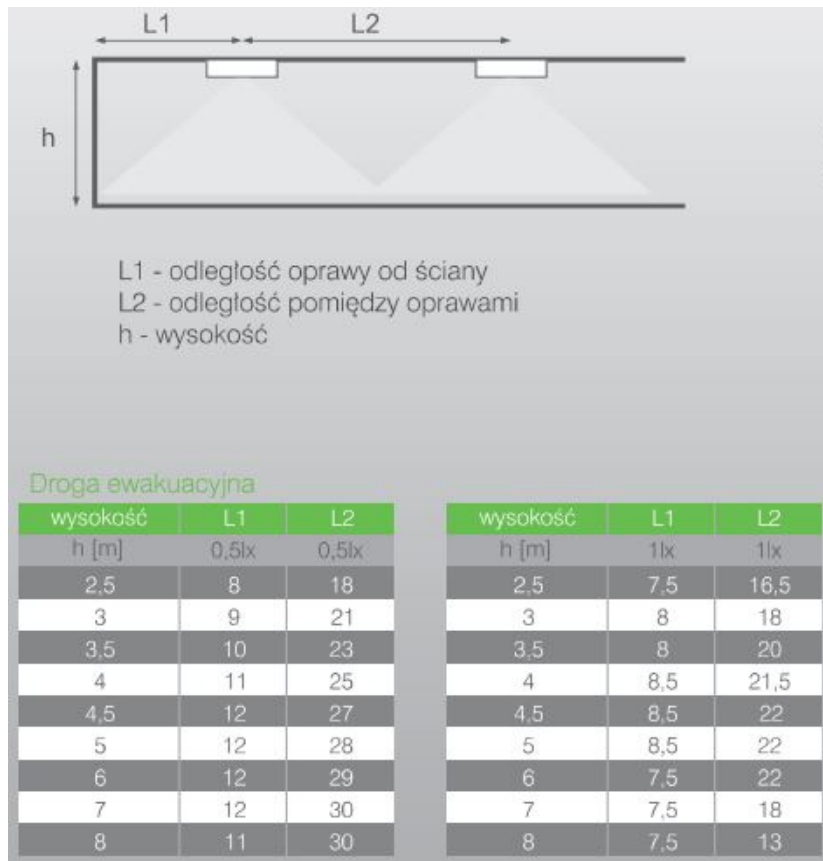 L1 L2
h
L1 - odległość oprawy od ściany
L2 - odległość pomiędzy oprawami
h - wysokość
Droga ewakuacyjna
wysokość L1 L2
h [m] 0,5lx 0,5lx
2,5 8 18
3 9 21
3,5 10 23
4 11 25
4,5 12 27
5 12 28
6 12 29
7 12 30
8 11 30
wysokość L1 L2
h [m] 1lx 1lx
2,5 7,5 16,5
3 8 18
3,5 8 20
4 8,5 21,5
4,5 8,5 22
5 8,5 22
6 7,5 22
7 7,5 18
8 7,5 13